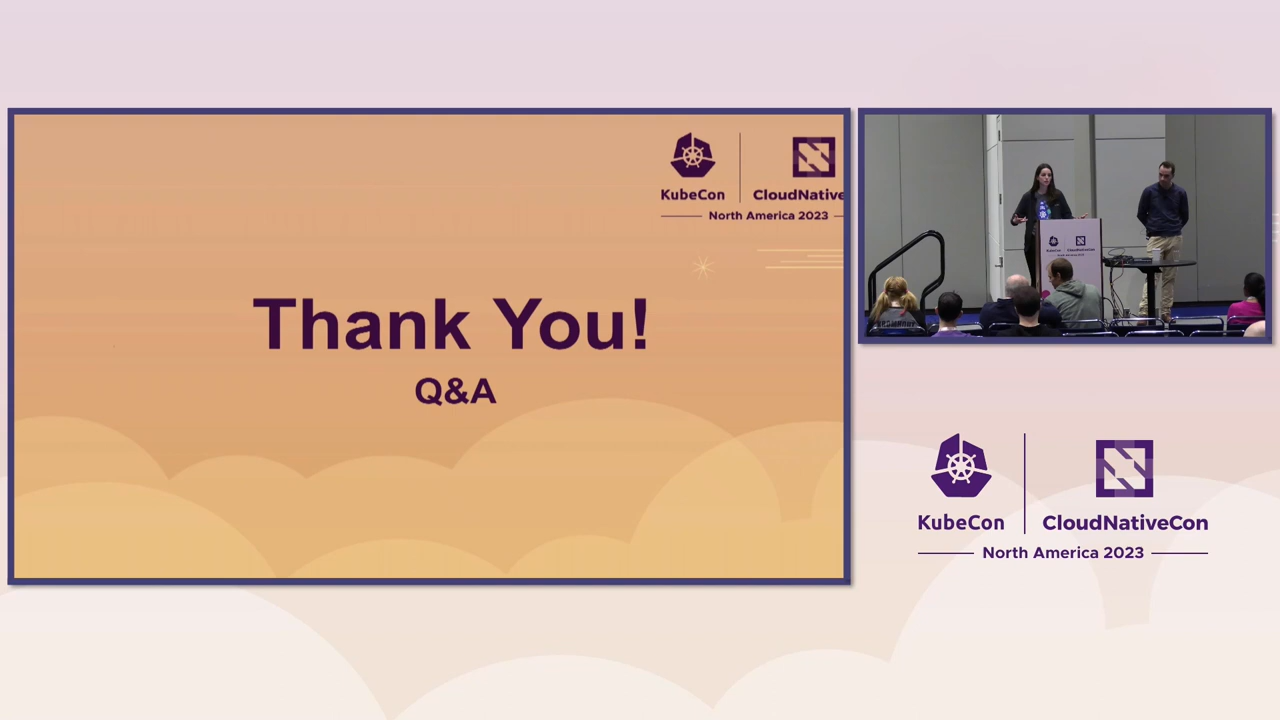 KubeCon
CloudNative
North America 2023
Thank You!
Q&A
KubeCon
CloudNativeCon
North America 2023